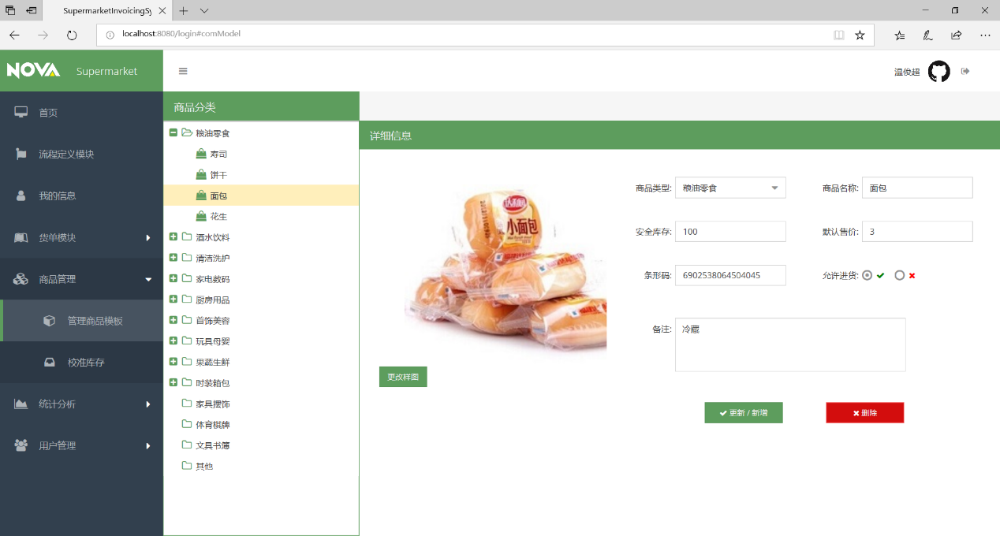 SupermarketInvoicingSy
localhost:8080/login#comModel
NOVA Supermarket
温俊超
首页
流程定义模块
我的信息
货单模块
商品管理
管理商品模板
校准库存
统计分析
用户管理
商品分类
粮油零食
寿司
饼干
面包
花生
酒水饮料
清洁洗护
家电数码
厨房用品
首饰美容
玩具母婴
果蔬生鲜
时装箱包
家具摆饰
体育棋牌
文具书簿
其他
详细信息
达利园
小面包
更改样图
商品类型: 粮油零食
商品名称: 面包
安全库存: 100
默认售价: 3
条形码: 6902538064504045
允许进货:
备注: 冷藏
更新 / 新增
删除